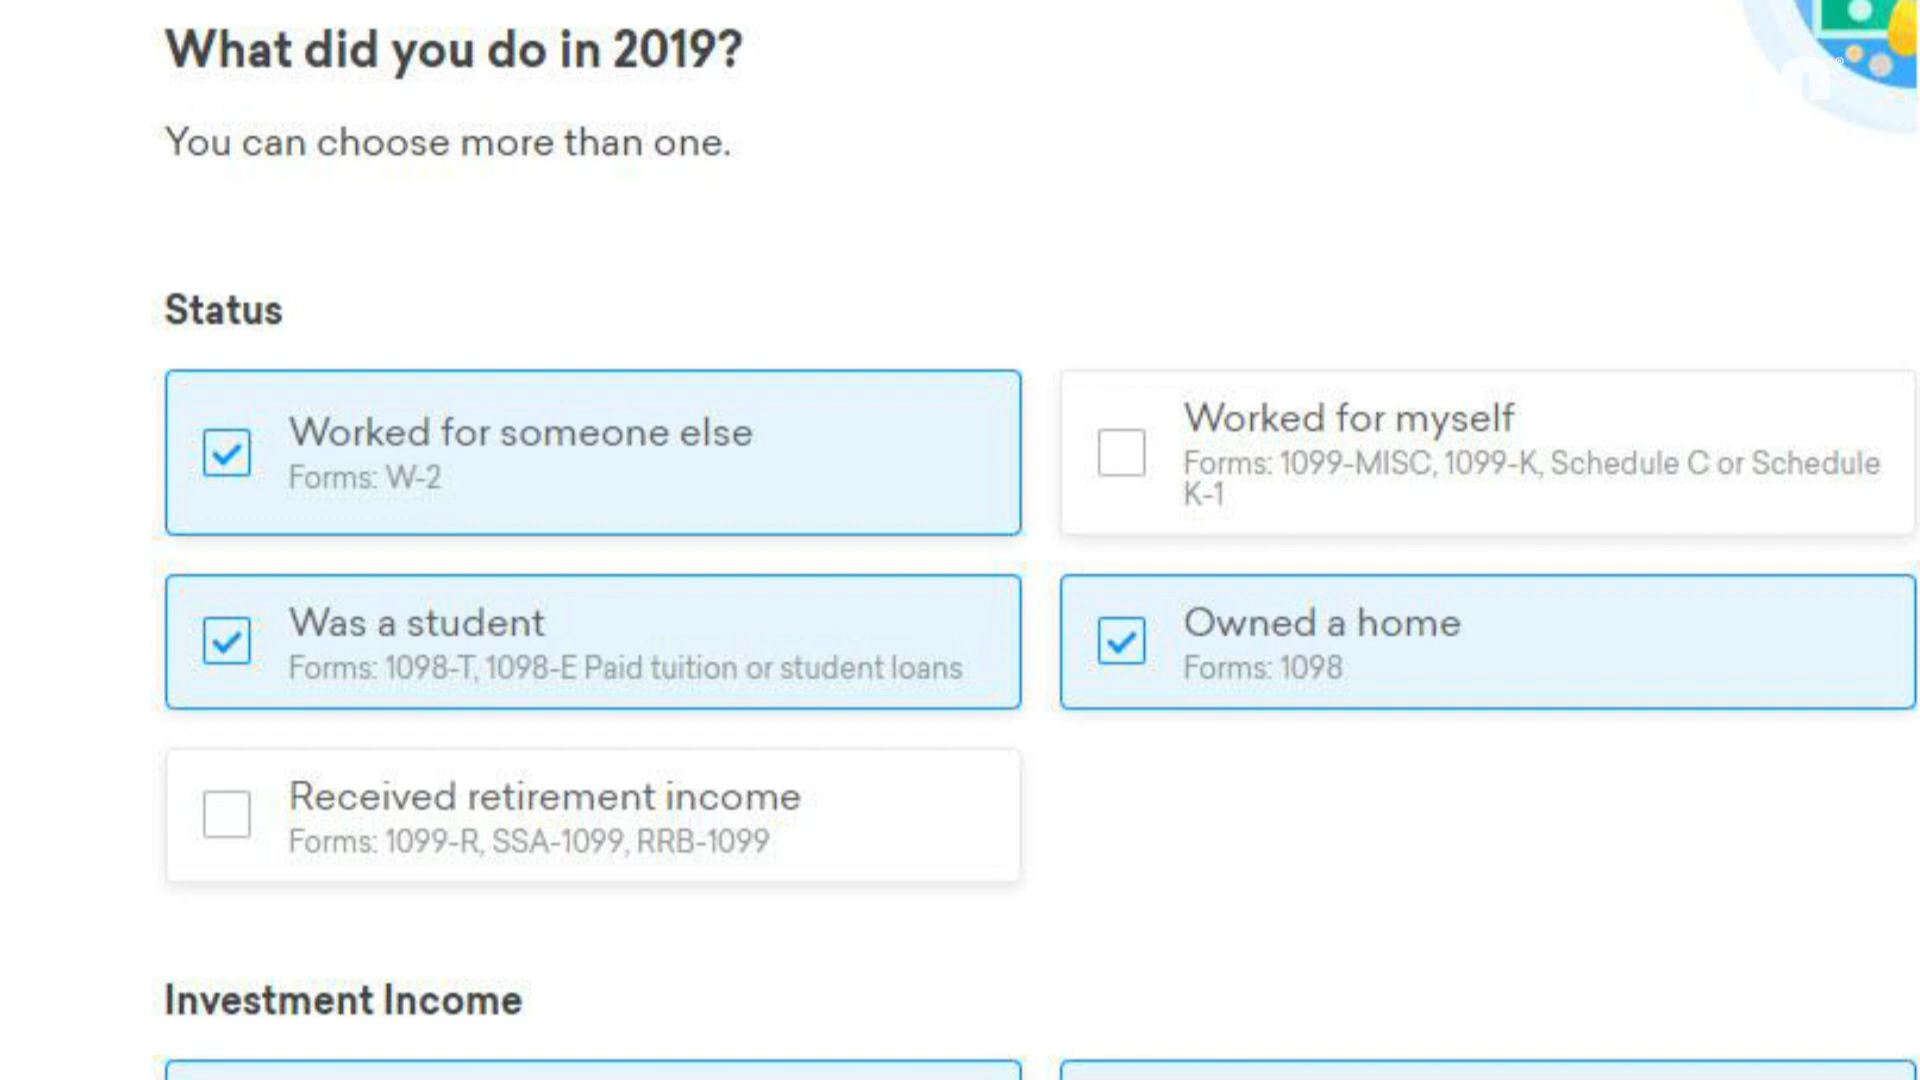 What did you do in 2019?
You can choose more than one.
Status
Worked for someone else
Forms: W-2
Worked for myself
Forms: 1099-MISC, 1099-K, Schedule C or Schedule
K-1
Was a student
Forms: 1098-T, 1098-E Paid tuition or student loans
Owned a home
Forms: 1098
Received retirement income
Forms: 1099-R, SSA-1099, RRB-1099
Investment Income